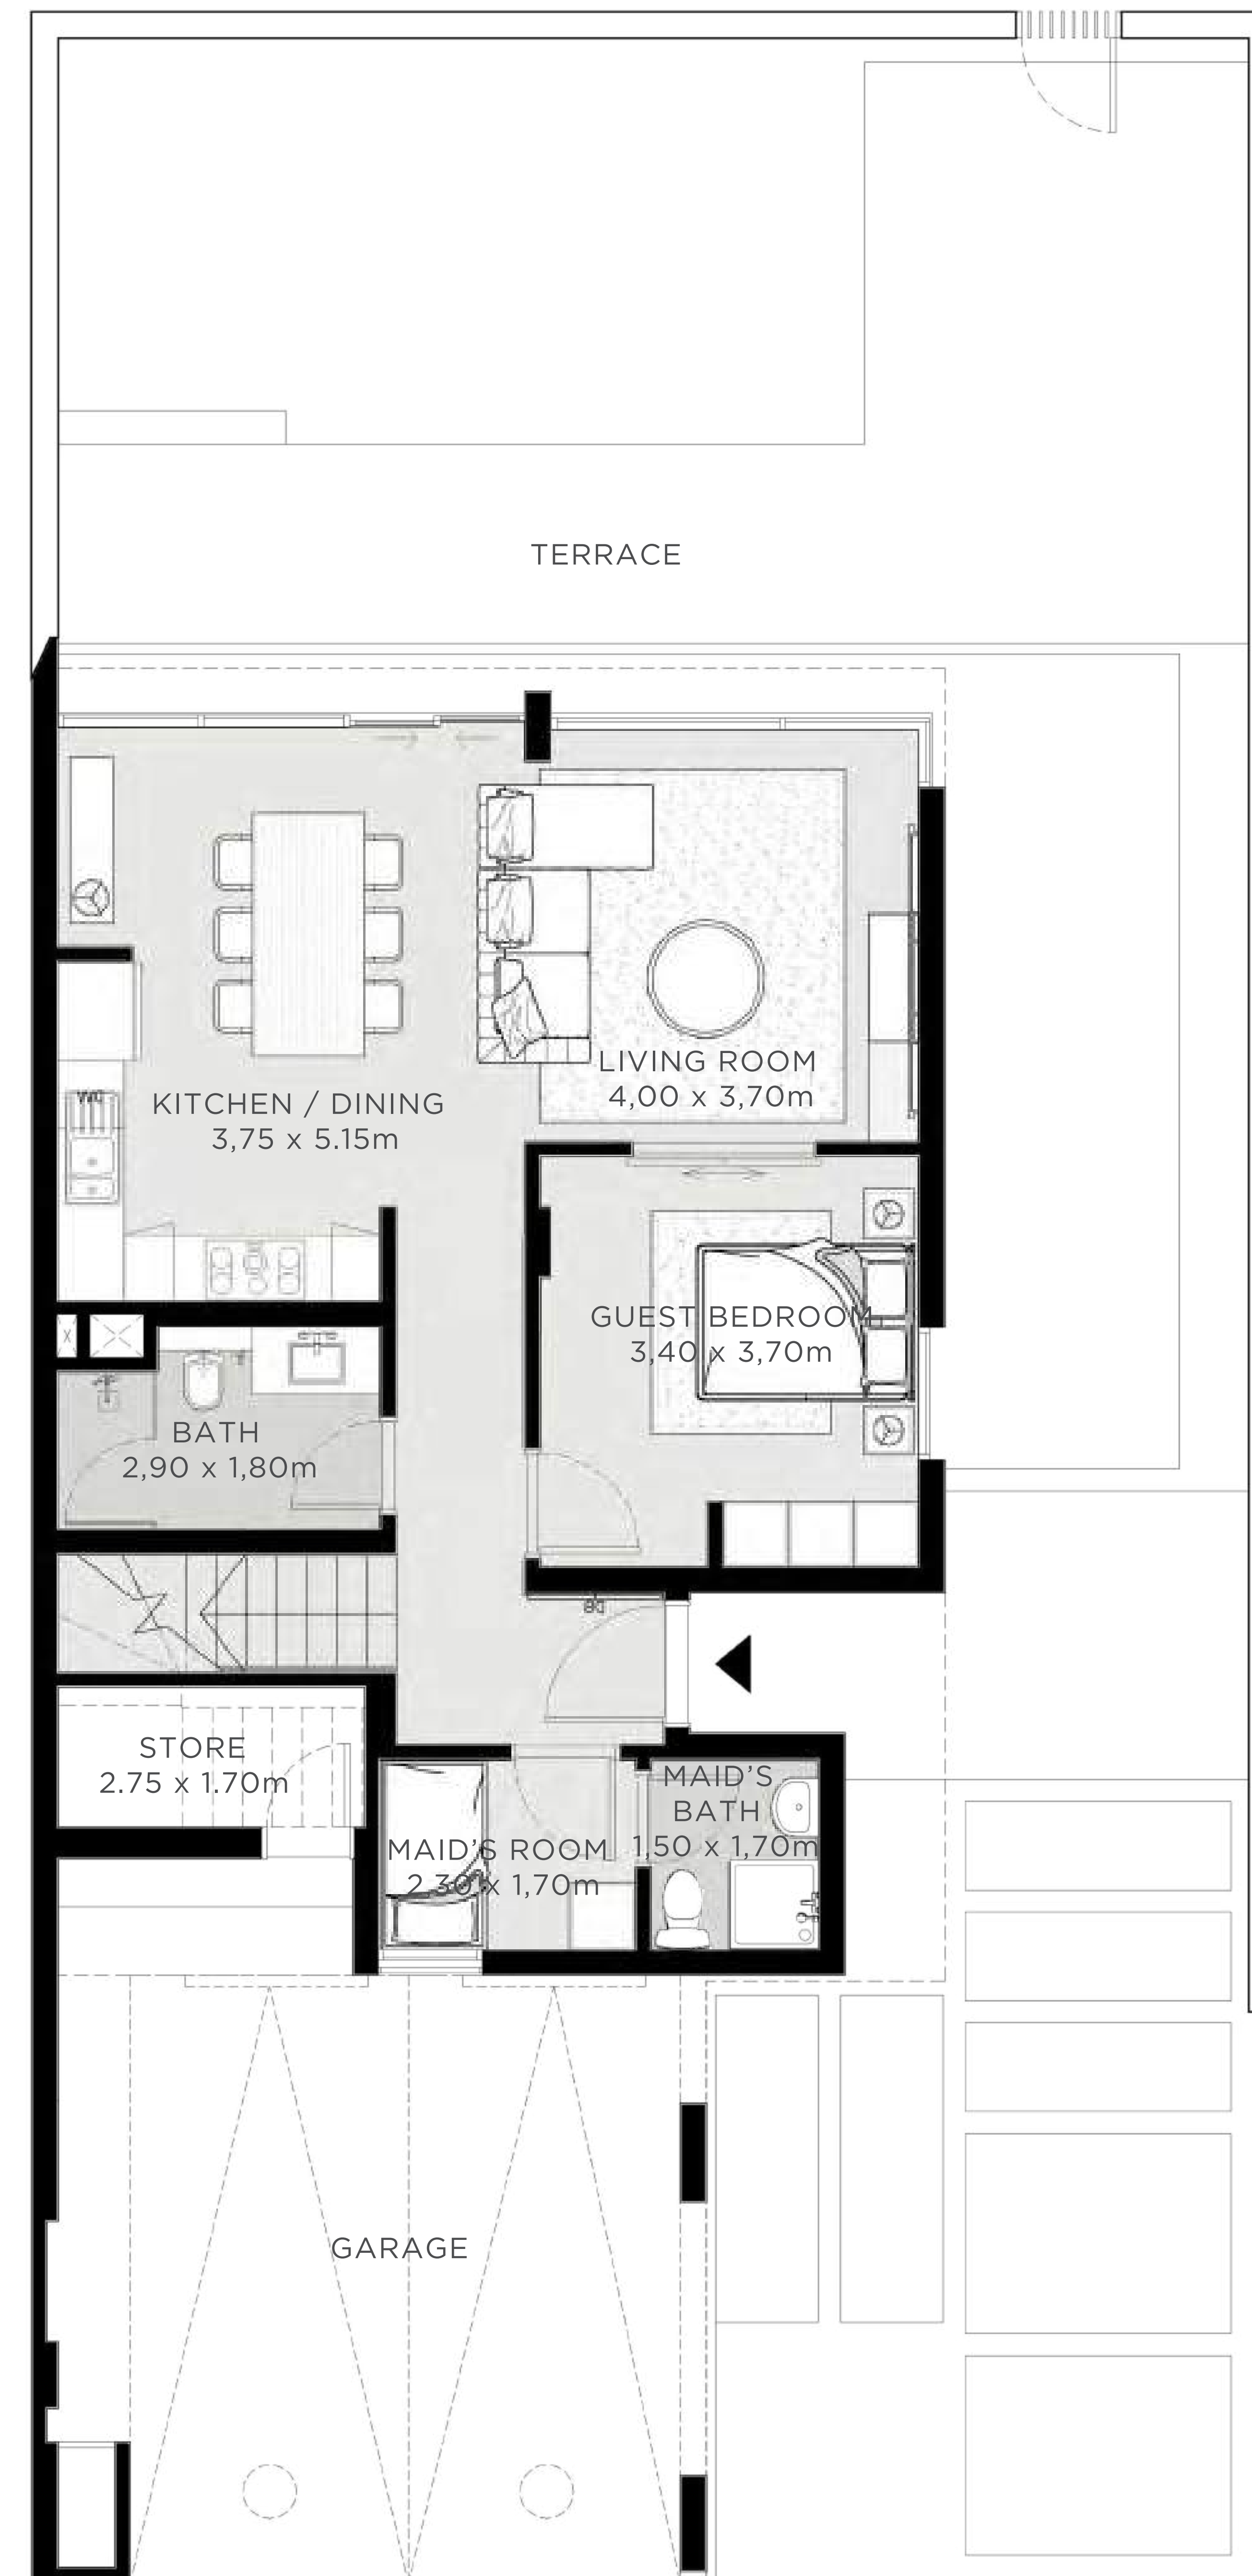 TERRACE
LIVING ROOM
4,00 x 3,70m
KITCHEN / DINING
3,75 x 5.15m
GUEST BEDROOM
3,40 x 3,70m
BATH
2,90 x 1,80m
STORE
2.75 x 1.70m
MAID'S
BATH
1,50 x 1,70m
MAID'S ROOM
2,30 x 1,70m
GARAGE